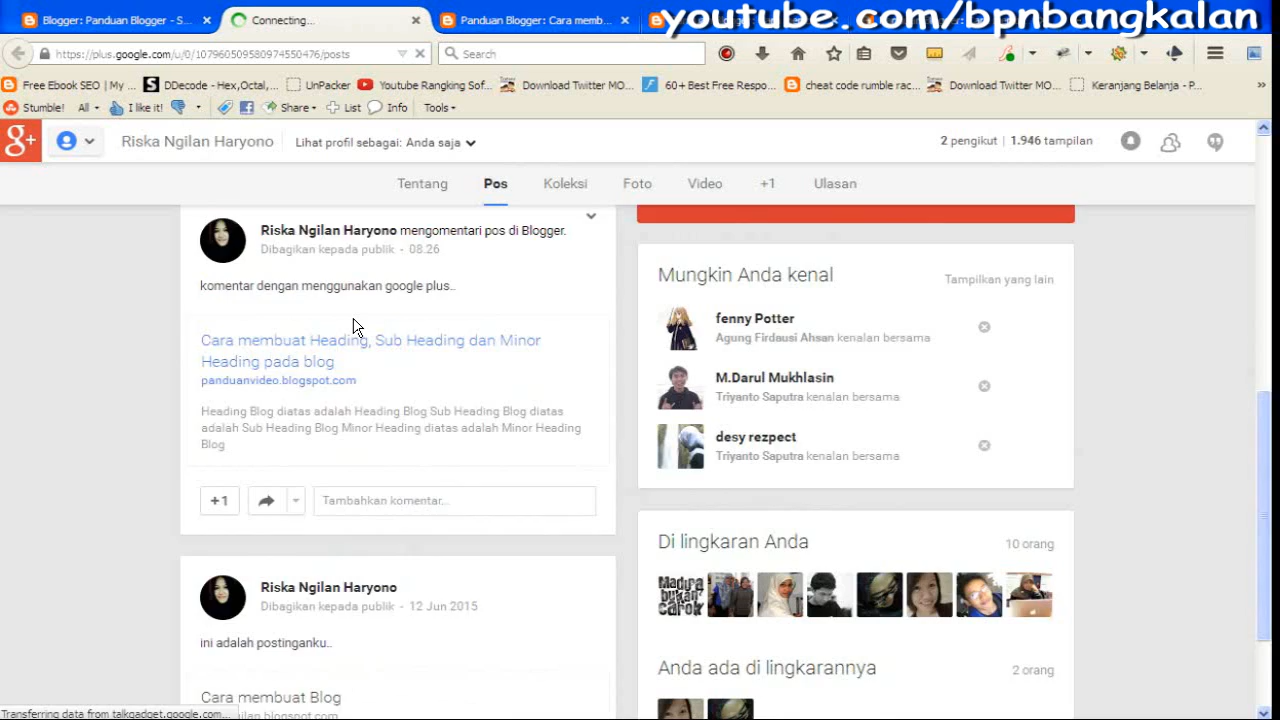 Blogger: Panduan Blogger - S...
Connecting...
Panduan Blogger: Cara memb...
youtube.com/bpnbangkalan
https://plus.google.com/u/0/107960509580974550476/posts
Search
Free Ebook SEO | My ...
DDecode - Hex,Octal,...
UnPacker
Youtube Ranking Sof...
Download Twitter MO...
60+ Best Free Respo...
cheat code rumble rac...
Download Twitter MO...
Keranjang Belanja - P...
Stumble!
All
I like it!
Share
List
Info
Tools
g+
Riska Ngilan Haryono
Lihat profil sebagai: Anda saja
2 pengikut | 1.946 tampilan
Tentang
Pos
Koleksi
Foto
Video
+1
Ulasan
Riska Ngilan Haryono mengomentari pos di Blogger.
Dibagikan kepada publik - 08.26
komentar dengan menggunakan google plus..
Cara membuat Heading, Sub Heading dan Minor
Heading pada blog
panduanvideo.blogspot.com
Heading Blog diatas adalah Heading Blog Sub Heading Blog diatas
adalah Sub Heading Blog Minor Heading diatas adalah Minor Heading
Blog
+1
Tambahkan komentar...
Riska Ngilan Haryono
Dibagikan kepada publik - 12 Jun 2015
ini adalah postinganku..
Cara membuat Blog
Mungkin Anda kenal
Tampilkan yang lain
fenny Potter
Agung Firdausi Ahsan kenalan bersama
M.Darul Mukhlasin
Triyanto Saputra kenalan bersama
desy rezpect
Triyanto Saputra kenalan bersama
Di lingkaran Anda
10 orang
Madura
bukan
carok
Anda ada di lingkarannya
2 orang
Transferring data from talkgadget.google.com...